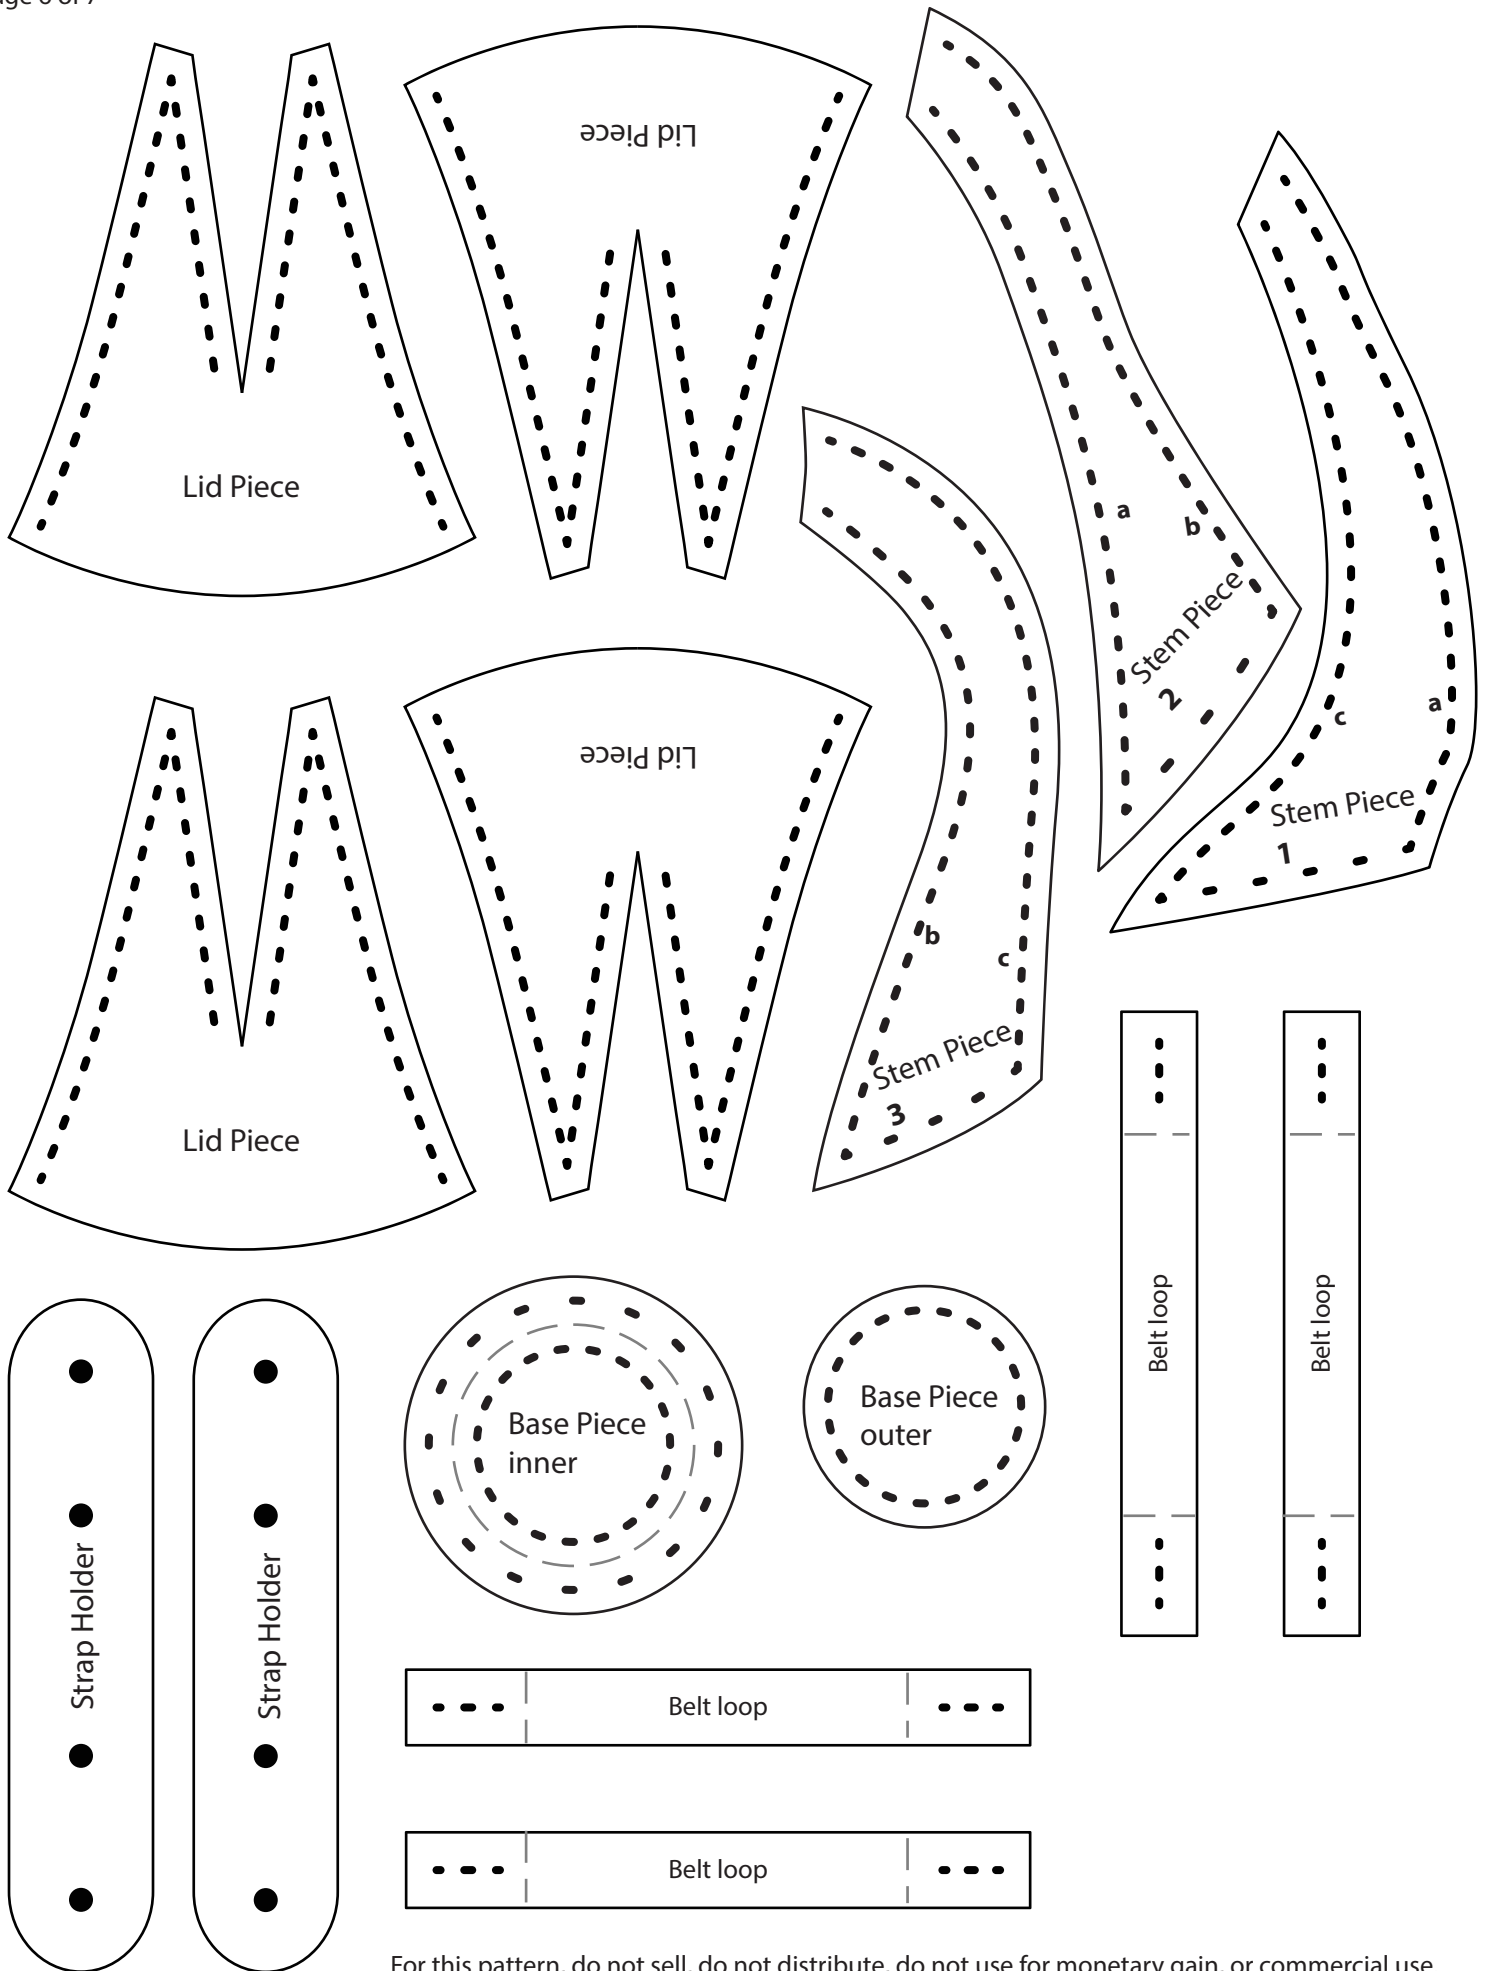 Lid Piece
Lid Piece
a
b
Stem Piece
2
c
a
Stem Piece
1
Lid Piece
Lid Piece
b
c
Stem Piece
3
Strap Holder
Strap Holder
Base Piece
inner
Base Piece
outer
Belt loop
Belt loop
Belt loop
Belt loop
For this pattern, do not sell, do not distribute, do not use for monetary gain, or commercial use